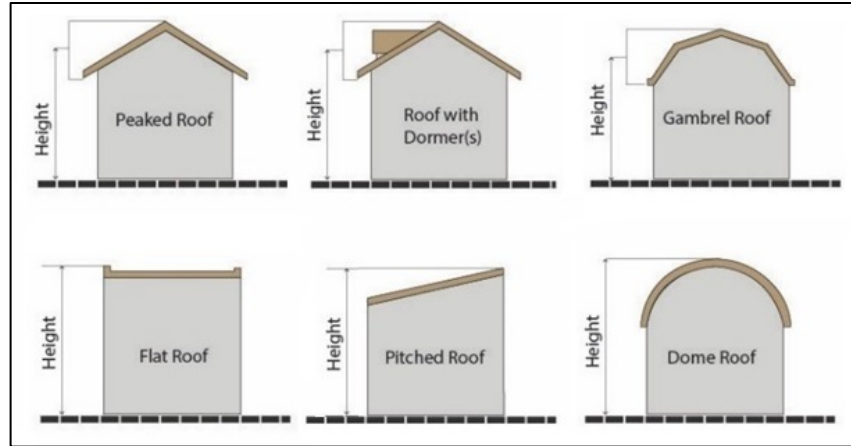 Height
Peaked Roof
Height
Roof with
Dormer(s)
Height
Gambrel Roof
Height
Flat Roof
Height
Pitched Roof
Height
Dome Roof